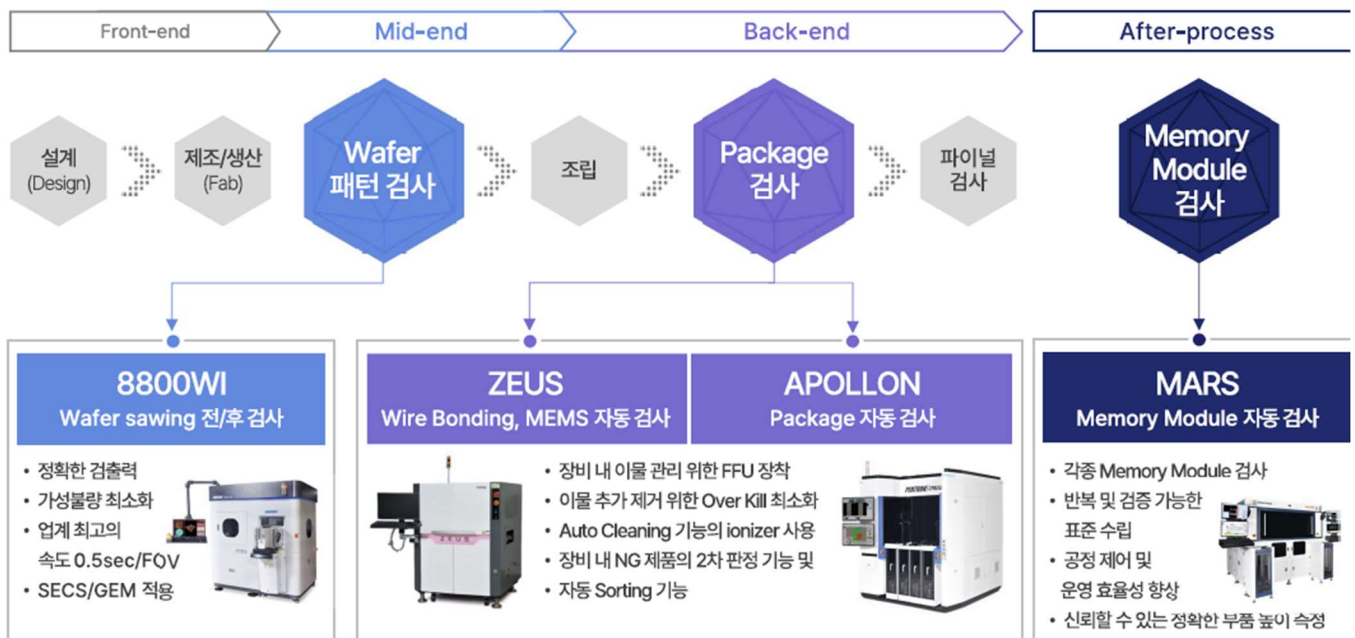 Front-end
Mid-end
Back-end
After-process
설계
(Design)
제조/생산
(Fab)
Wafer
패턴 검사
조립
Package
검사
파이널
검사
Memory
Module
검사
8800WI
Wafer sawing 전/후 검사
• 정확한 검출력
• 가성불량 최소화
• 업계 최고의
속도 0.5sec/FOV
• SECS/GEM 적용
ZEUS
Wire Bonding, MEMS 자동 검사
APOLLON
Package 자동 검사
ZEUS
• 장비 내 이물 관리 위한 FFU 장착
• 이물 추가 제거 위한 Over Kill 최소화
• Auto Cleaning 기능의 ionizer 사용
• 장비 내 NG 제품의 2차 판정 기능 및
• 자동 Sorting 기능
MARS
Memory Module 자동 검사
• 각종 Memory Module 검사
• 반복 및 검증 가능한
표준 수립
• 공정 제어 및
운영 효율성 향상
• 신뢰할 수 있는 정확한 부품 높이 측정